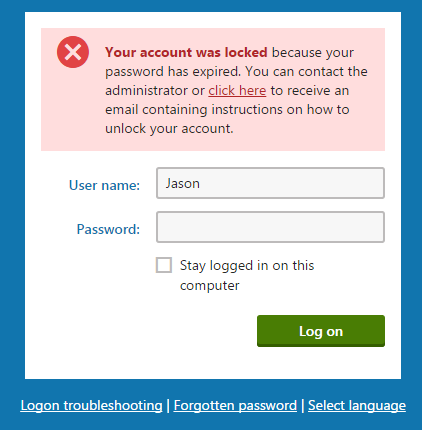 Your account was locked because your
password has expired. You can contact the
administrator or click here to receive an
email containing instructions on how to
unlock your account.
User name: Jason
Password:
Stay logged in on this
computer
Log on
Logon troubleshooting | Forgotten password | Select language